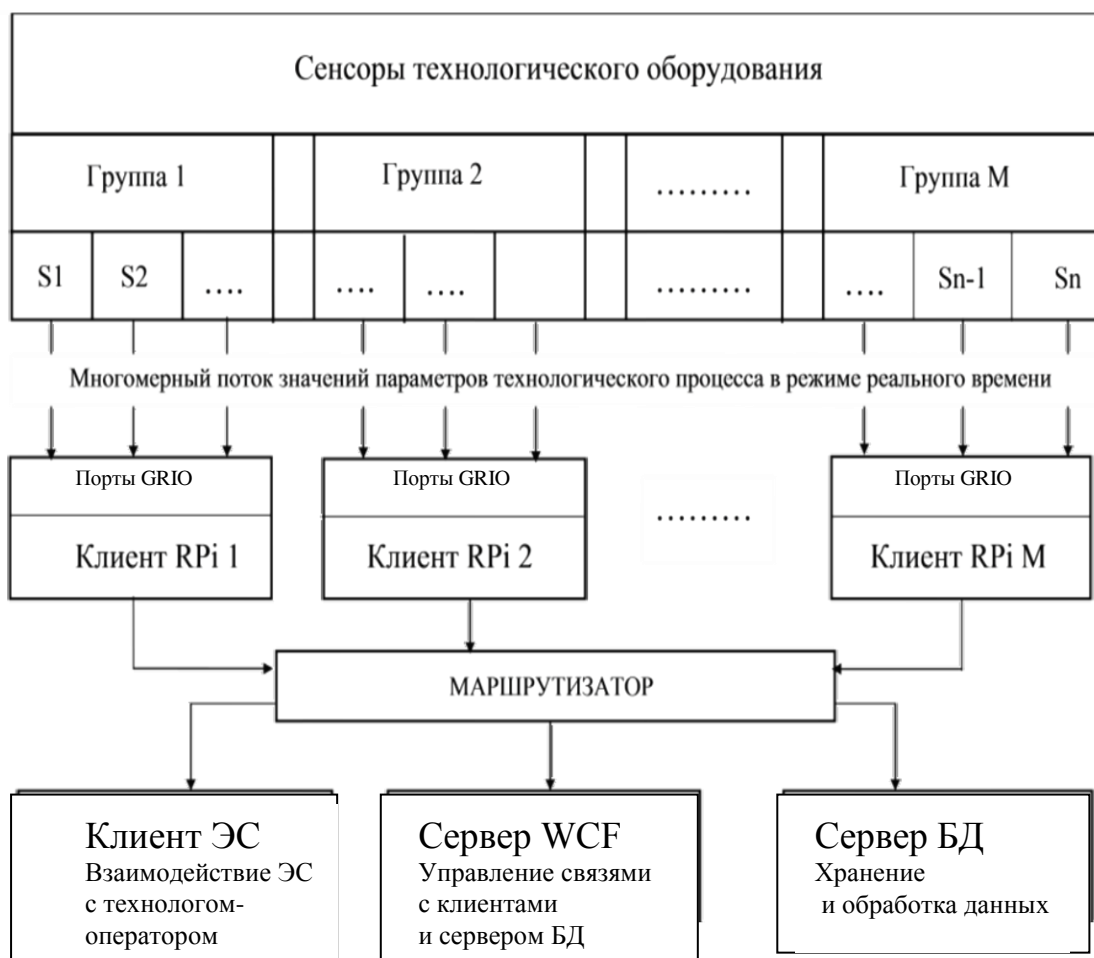 Сенсоры технологического оборудования
Группа 1
Группа 2
.........
Группа M
S1
S2
....
....
....
.........
....
Sn-1
Sn
Многомерный поток значений параметров технологического процесса в режиме реального времени
Порты GRIO
Порты GRIO
Порты GRIO
Клиент RPi 1
Клиент RPi 2
.........
Клиент RPi M
МАРШРУТИЗАТОР
Клиент ЭС
Взаимодействие ЭС
с технологом-
оператором
Сервер WCF
Управление связями
с клиентами
и сервером БД
Сервер БД
Хранение
и обработка данных